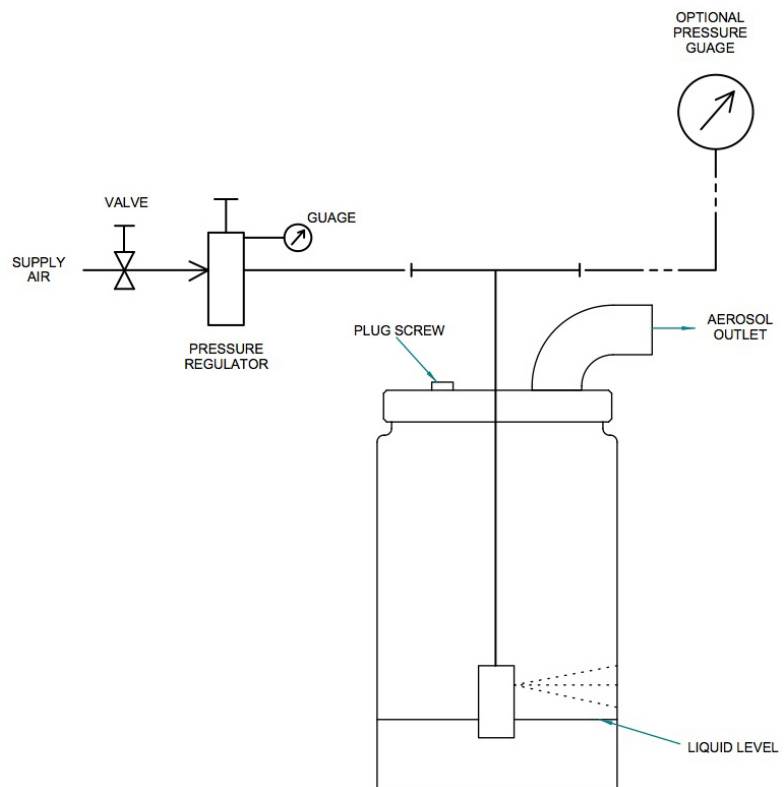 OPTIONAL
PRESSURE
GUAGE
VALVE
GUAGE
SUPPLY
AIR
PRESSURE
REGULATOR
PLUG SCREW
AEROSOL
OUTLET
LIQUID LEVEL